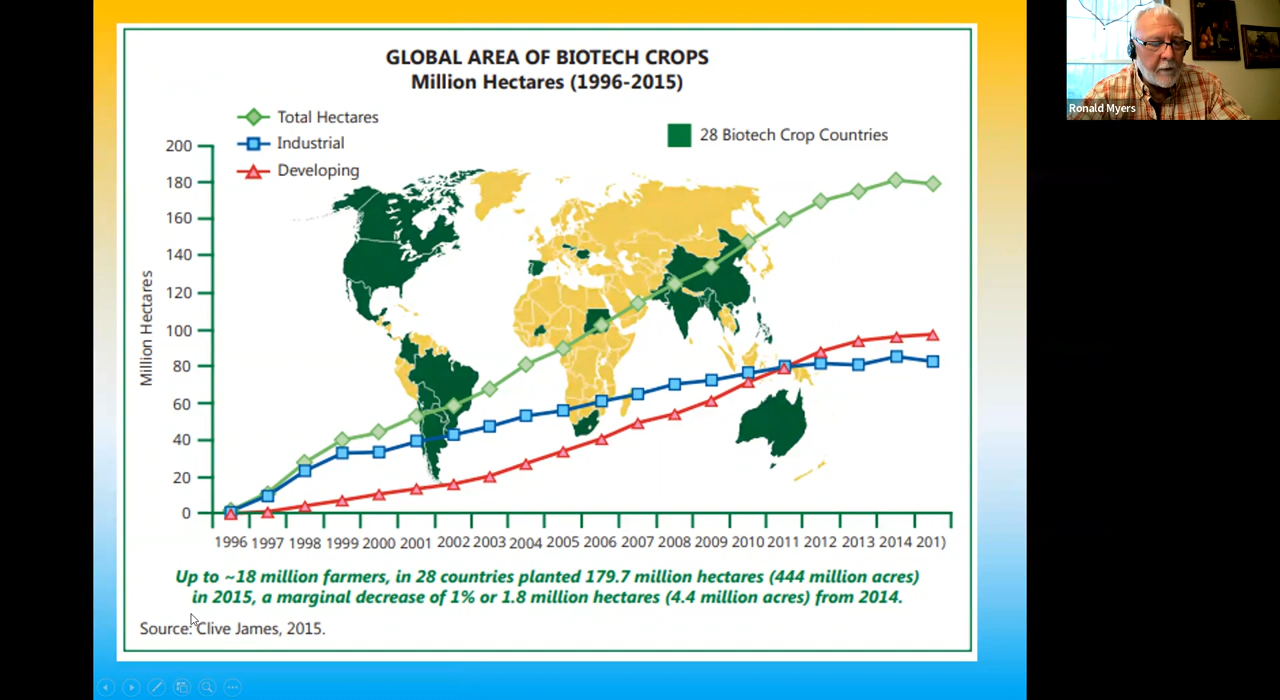 GLOBAL AREA OF BIOTECH CROPS
Million Hectares (1996-2015)
Total Hectares
Industrial
Developing
28 Biotech Crop Countries
Million Hectares
200
180
160
140
120
100
80
60
40
20
0
1996 1997 1998 1999 2000 2001 2002 2003 2004 2005 2006 2007 2008 2009 2010 2011 2012 2013 2014 201)
Up to ~18 million farmers, in 28 countries planted 179.7 million hectares (444 million acres)
in 2015, a marginal decrease of 1% or 1.8 million hectares (4.4 million acres) from 2014.
Source: Clive James, 2015.
Ronald Myers